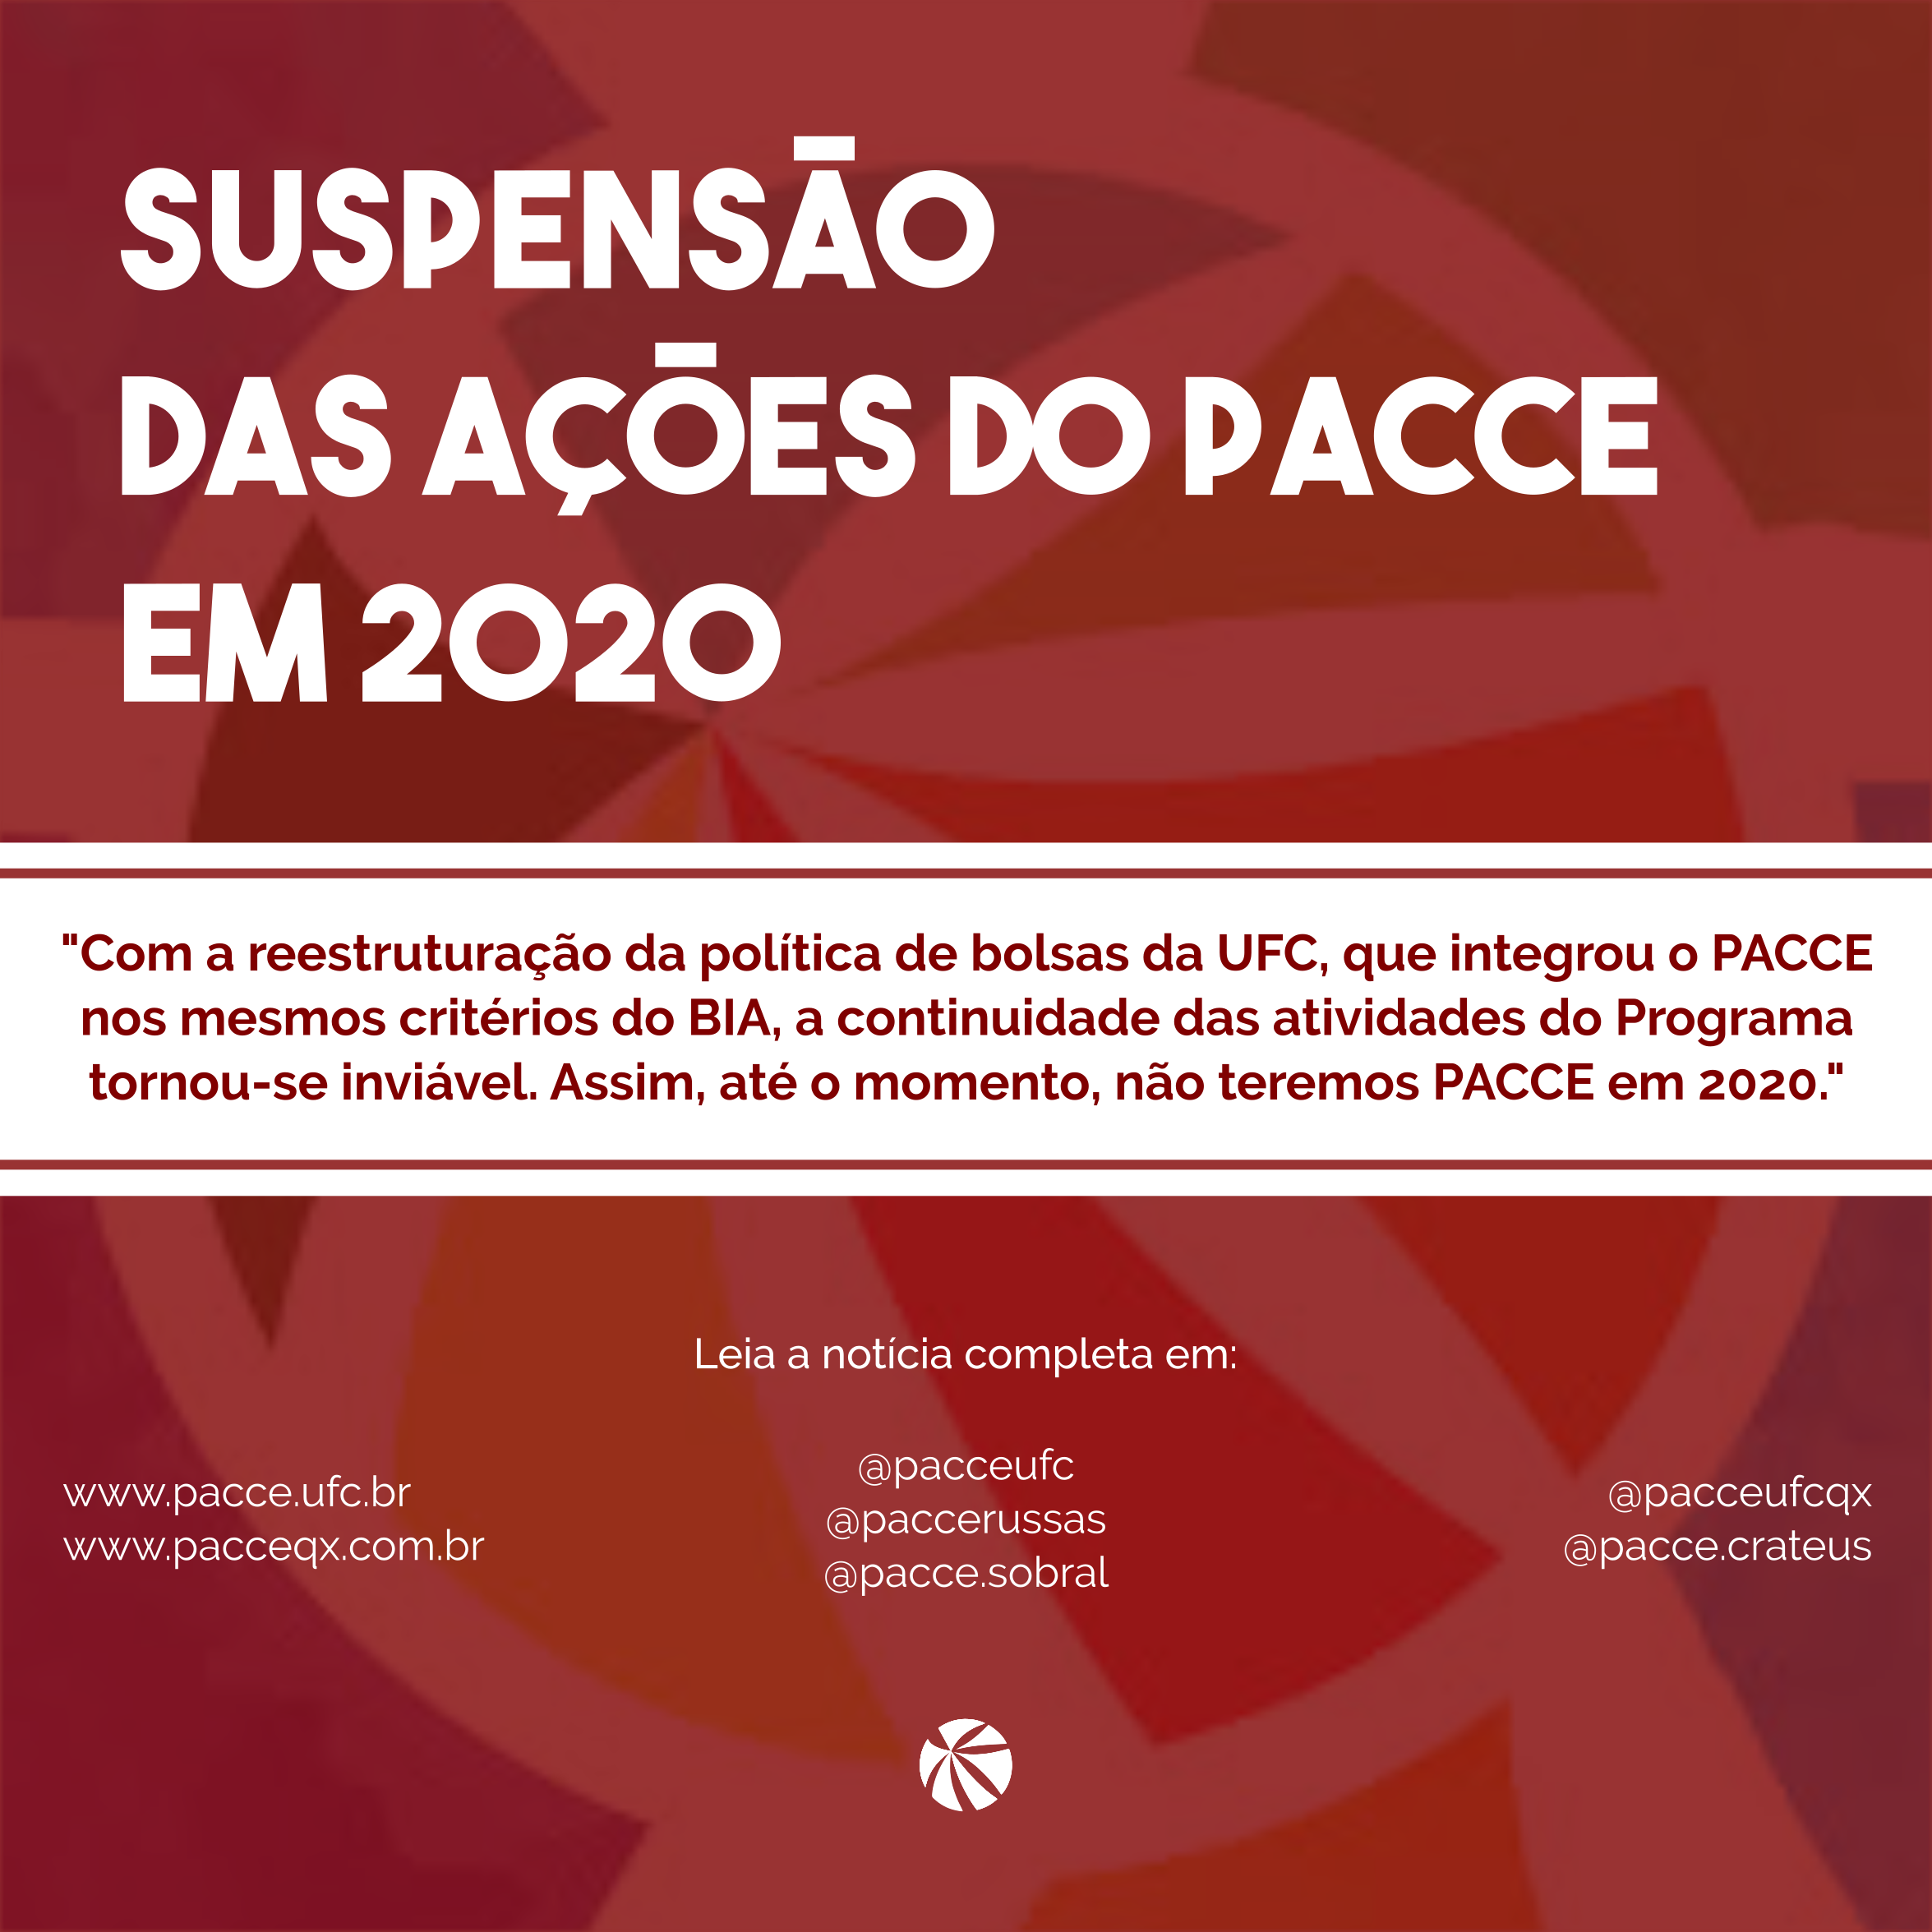 SUSPENSÃO
DAS AÇÕES DO PACCE
EM 2020
"Com a reestruturação da política de bolsas da UFC, que integrou o PACCE
nos mesmos critérios do BIA, a continuidade das atividades do Programa
tornou-se inviável. Assim, até o momento, não teremos PACCE em 2020."
Leia a notícia completa em:
www.pacce.ufc.br
www.pacceqx.com.br
@pacceufc
@paccerussas
@pacce.sobral
@pacceufcqx
@pacce.crateus